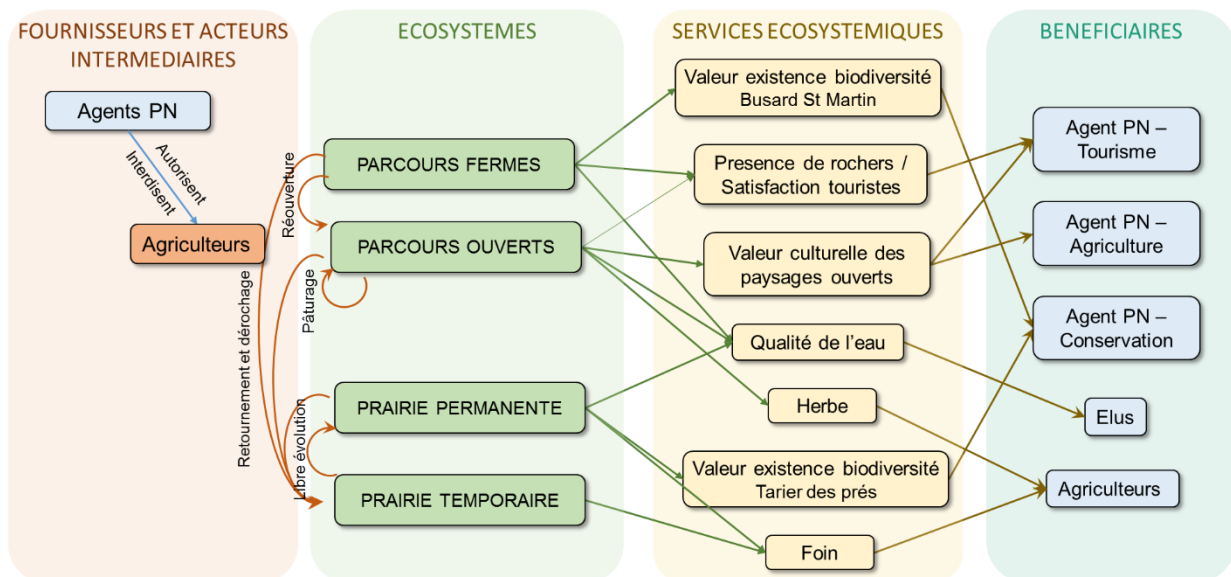 FOURNISSEURS ET ACTEURS
INTERMEDIAIRES
Agents PN
Autorisent
Interdisent
Agriculteurs
Réouverture
Pâturage
Retournement et dérochage
Libre évolution
ECOSYSTEMES
PARCOURS FERMES
PARCOURS OUVERTS
PRAIRIE PERMANENTE
PRAIRIE TEMPORAIRE
SERVICES ECOSYSTEMIQUES
Valeur existence biodiversité
Busard St Martin
Presence de rochers /
Satisfaction touristes
Valeur culturelle des
paysages ouverts
Qualité de l'eau
Herbe
Valeur existence biodiversité
Tarier des prés
Foin
BENEFICIAIRES
Agent PN –
Tourisme
Agent PN –
Agriculture
Agent PN –
Conservation
Elus
Agriculteurs